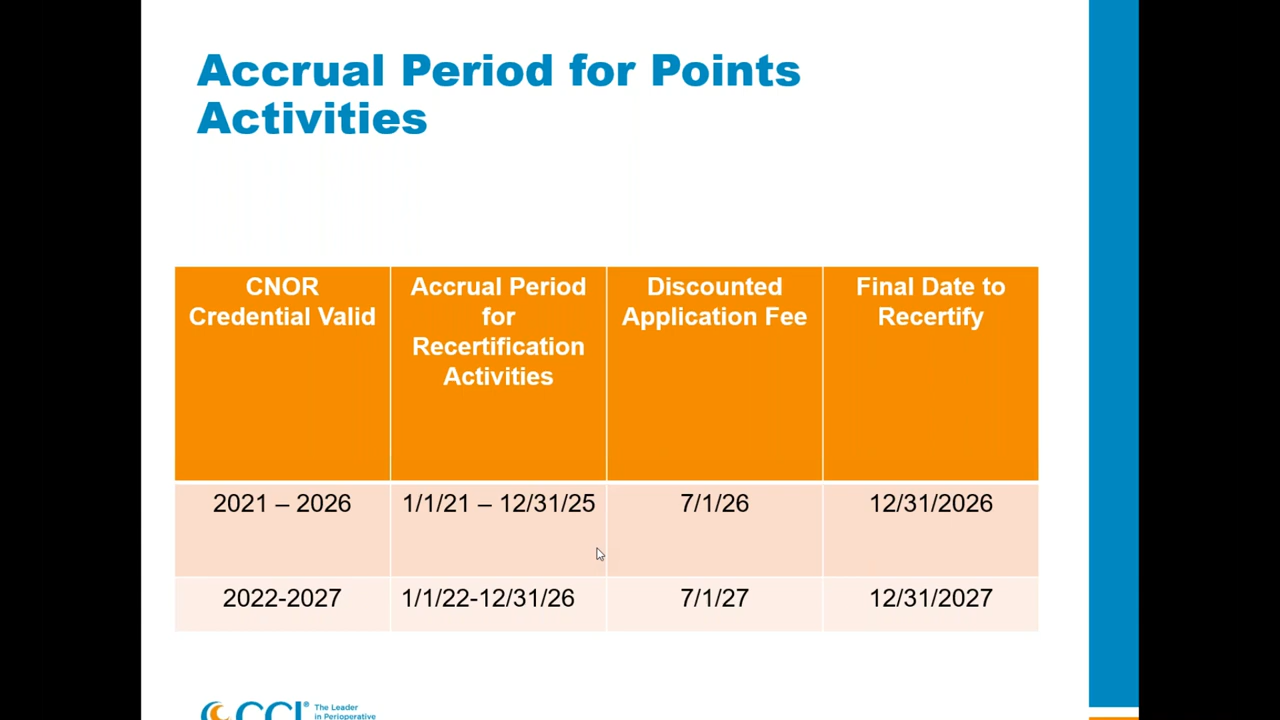 Accrual Period for Points
Activities
CNOR
Credential Valid
Accrual Period
for
Recertification
Activities
Discounted
Application Fee
Final Date to
Recertify
2021 – 2026
1/1/21 – 12/31/25
7/1/26
12/31/2026
2022-2027
1/1/22-12/31/26
7/1/27
12/31/2027
CCI®
The Leader
in Perioperative